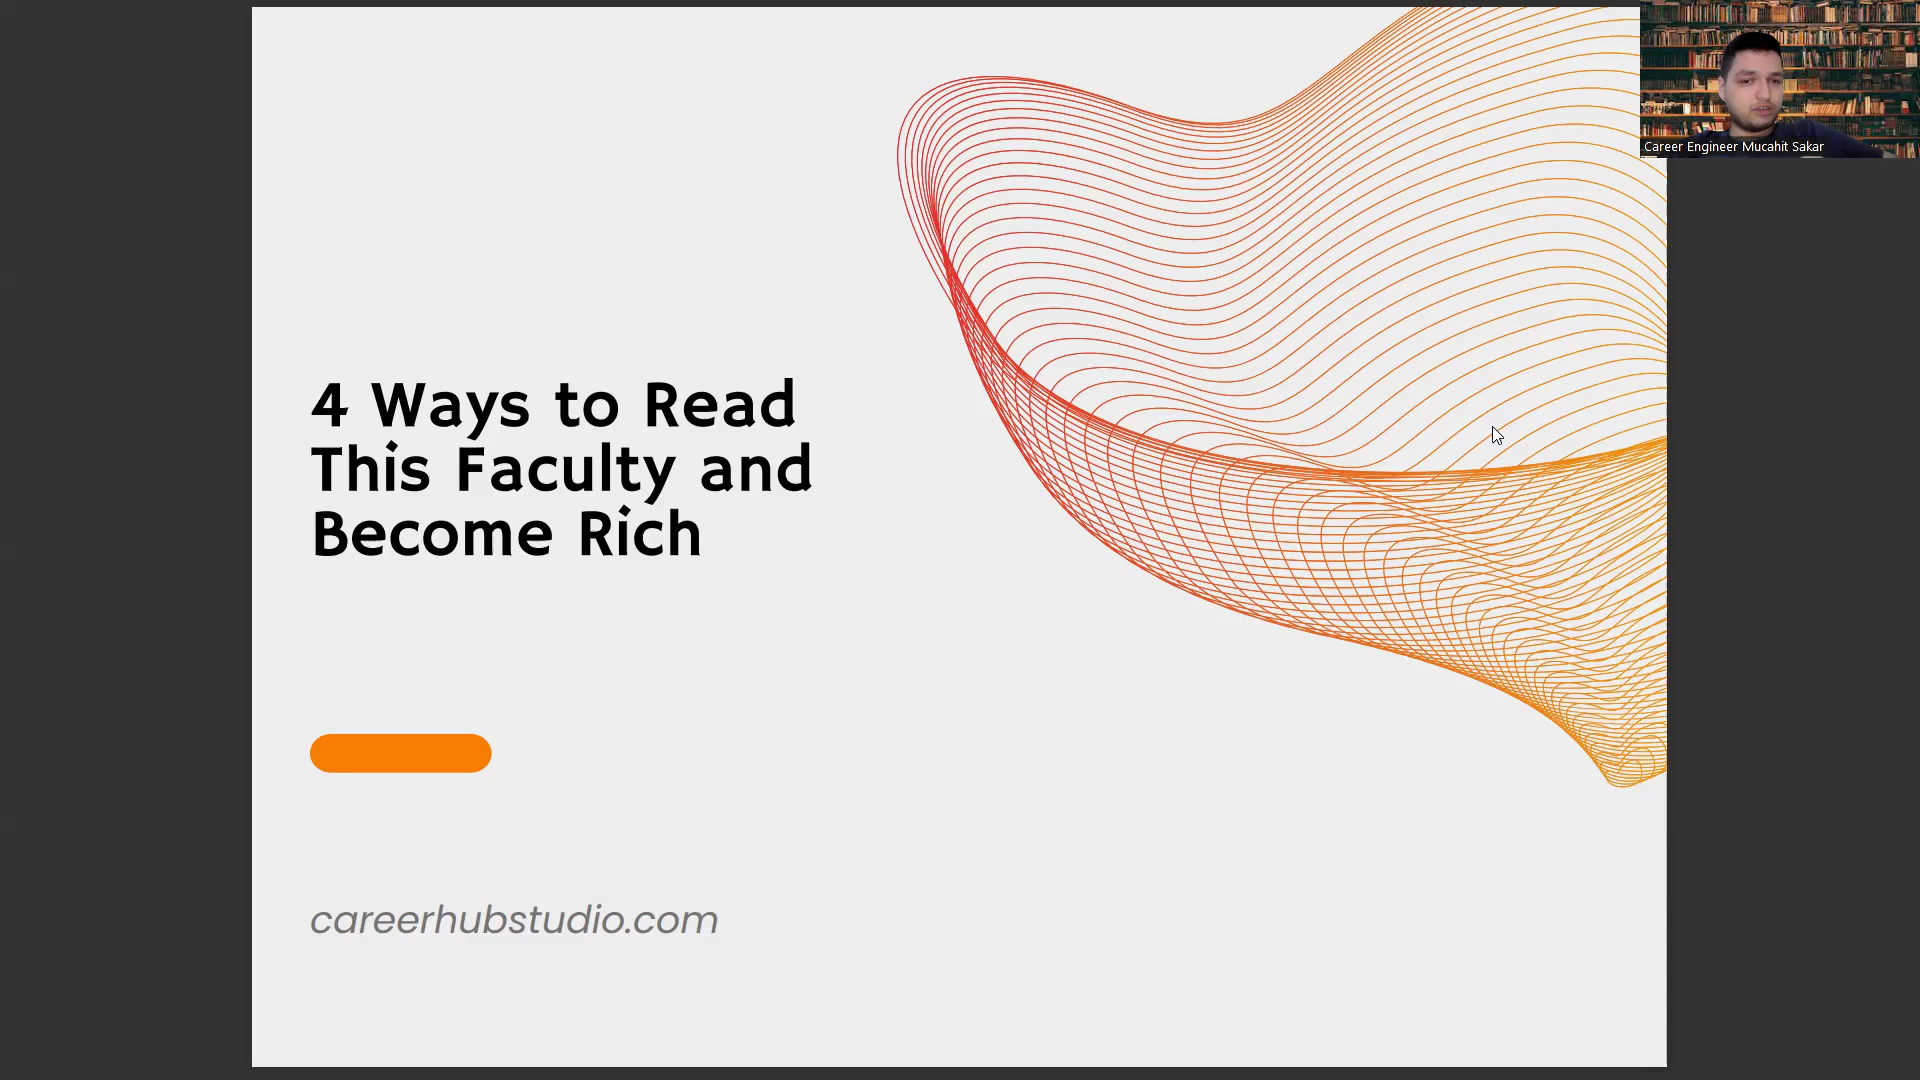 Career Engineer Mucahit Sakar
4 Ways to Read
This Faculty and
Become Rich
careerhubstudio.com